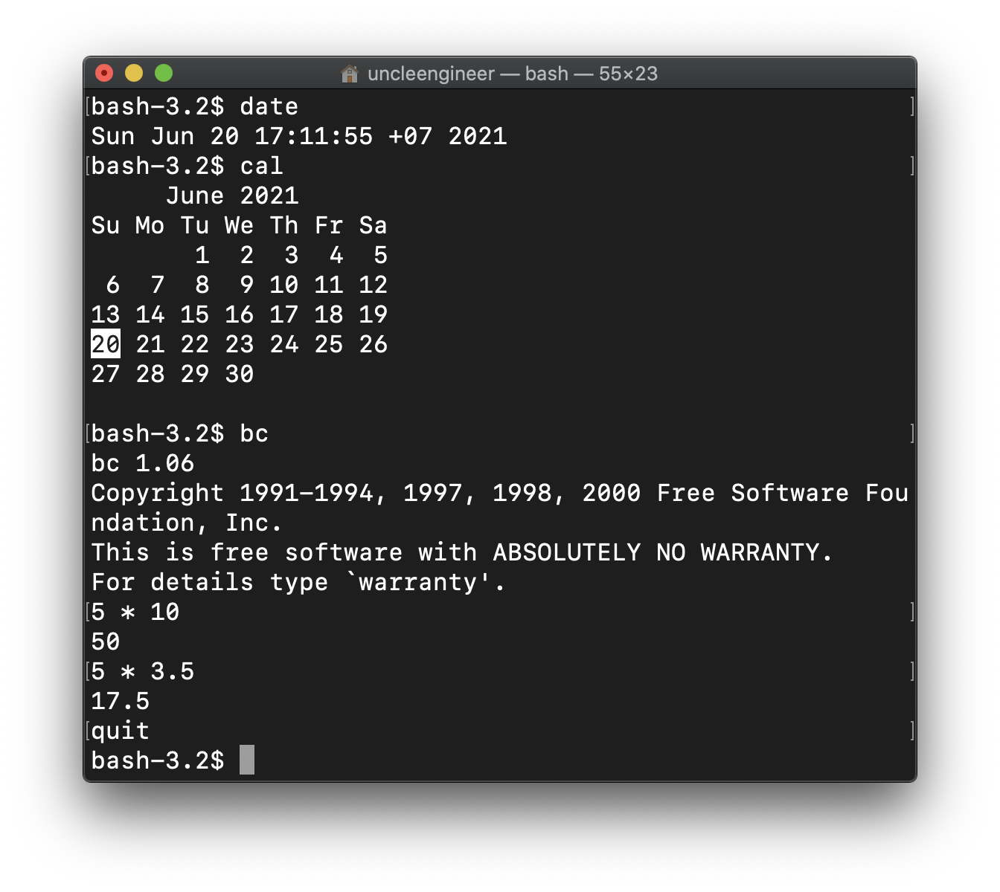 uncleengineer — bash — 55×23
bash-3.2$ date
Sun Jun 20 17:11:55 +07 2021
bash-3.2$ cal
     June 2021
Su Mo Tu We Th Fr Sa
       1  2  3  4  5
 6  7  8  9 10 11 12
13 14 15 16 17 18 19
20 21 22 23 24 25 26
27 28 29 30
bash-3.2$ bc
bc 1.06
Copyright 1991-1994, 1997, 1998, 2000 Free Software Fou
ndation, Inc.
This is free software with ABSOLUTELY NO WARRANTY.
For details type `warranty'.
5 * 10
50
5 * 3.5
17.5
quit
bash-3.2$